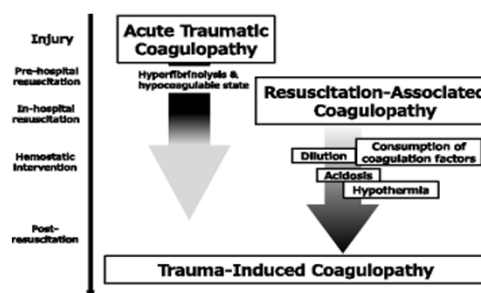 Injury
Acute Traumatic
Coagulopathy
Pre-hospital
resuscitation
Hyperfibrinolysis &
hypocoagulable state
In-hospital
resuscitation
Resuscitation-Associated
Coagulopathy
Hemostatic
Intervention
Dilution
Consumption of
coagulation factors
Acidosis
Hypothermia
Post-
resuscitation
Trauma-Induced Coagulopathy